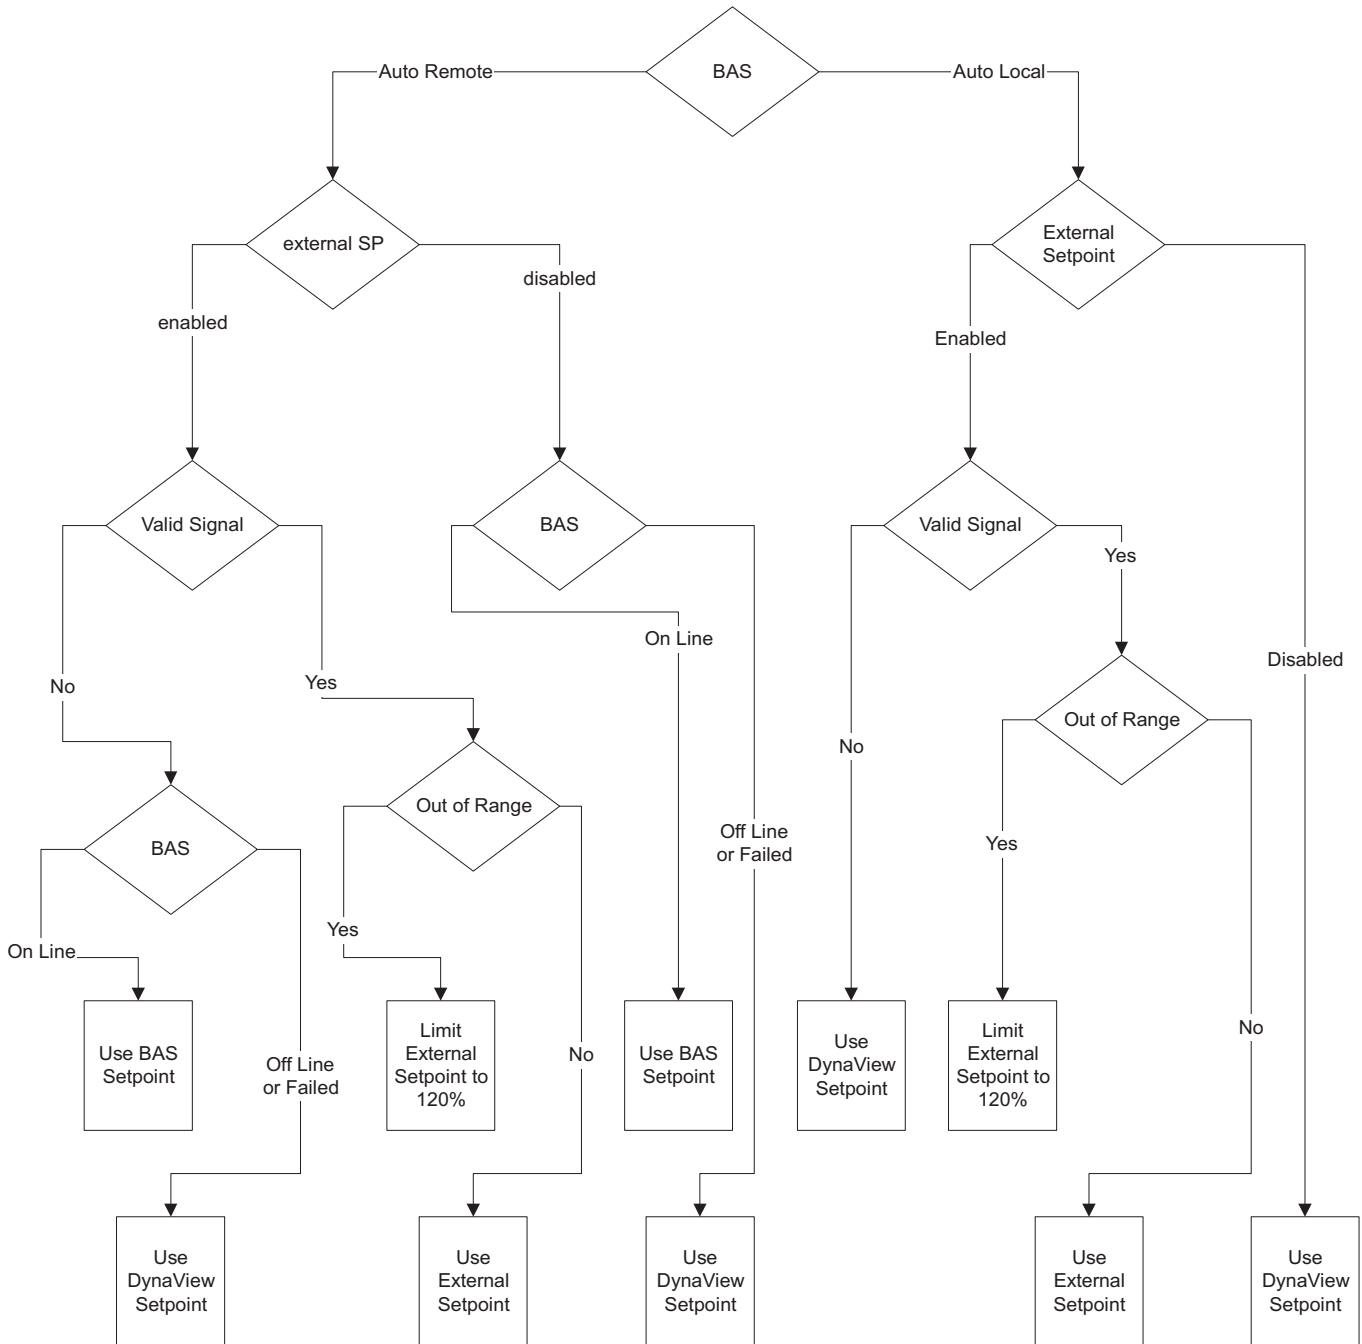 Auto Remote
BAS
Auto Local
external SP
External
Setpoint
disabled
enabled
Enabled
Valid Signal
BAS
Valid Signal
Yes
On Line
Disabled
No
Yes
Out of Range
No
Out of Range
Off Line
or Failed
Yes
BAS
Yes
On Line
Use BAS
Setpoint
Off Line
or Failed
Limit
External
Setpoint to
120%
No
Use BAS
Setpoint
Use
DynaView
Setpoint
Limit
External
Setpoint to
120%
No
Use
DynaView
Setpoint
Use
External
Setpoint
Use
DynaView
Setpoint
Use
External
Setpoint
Use
DynaView
Setpoint